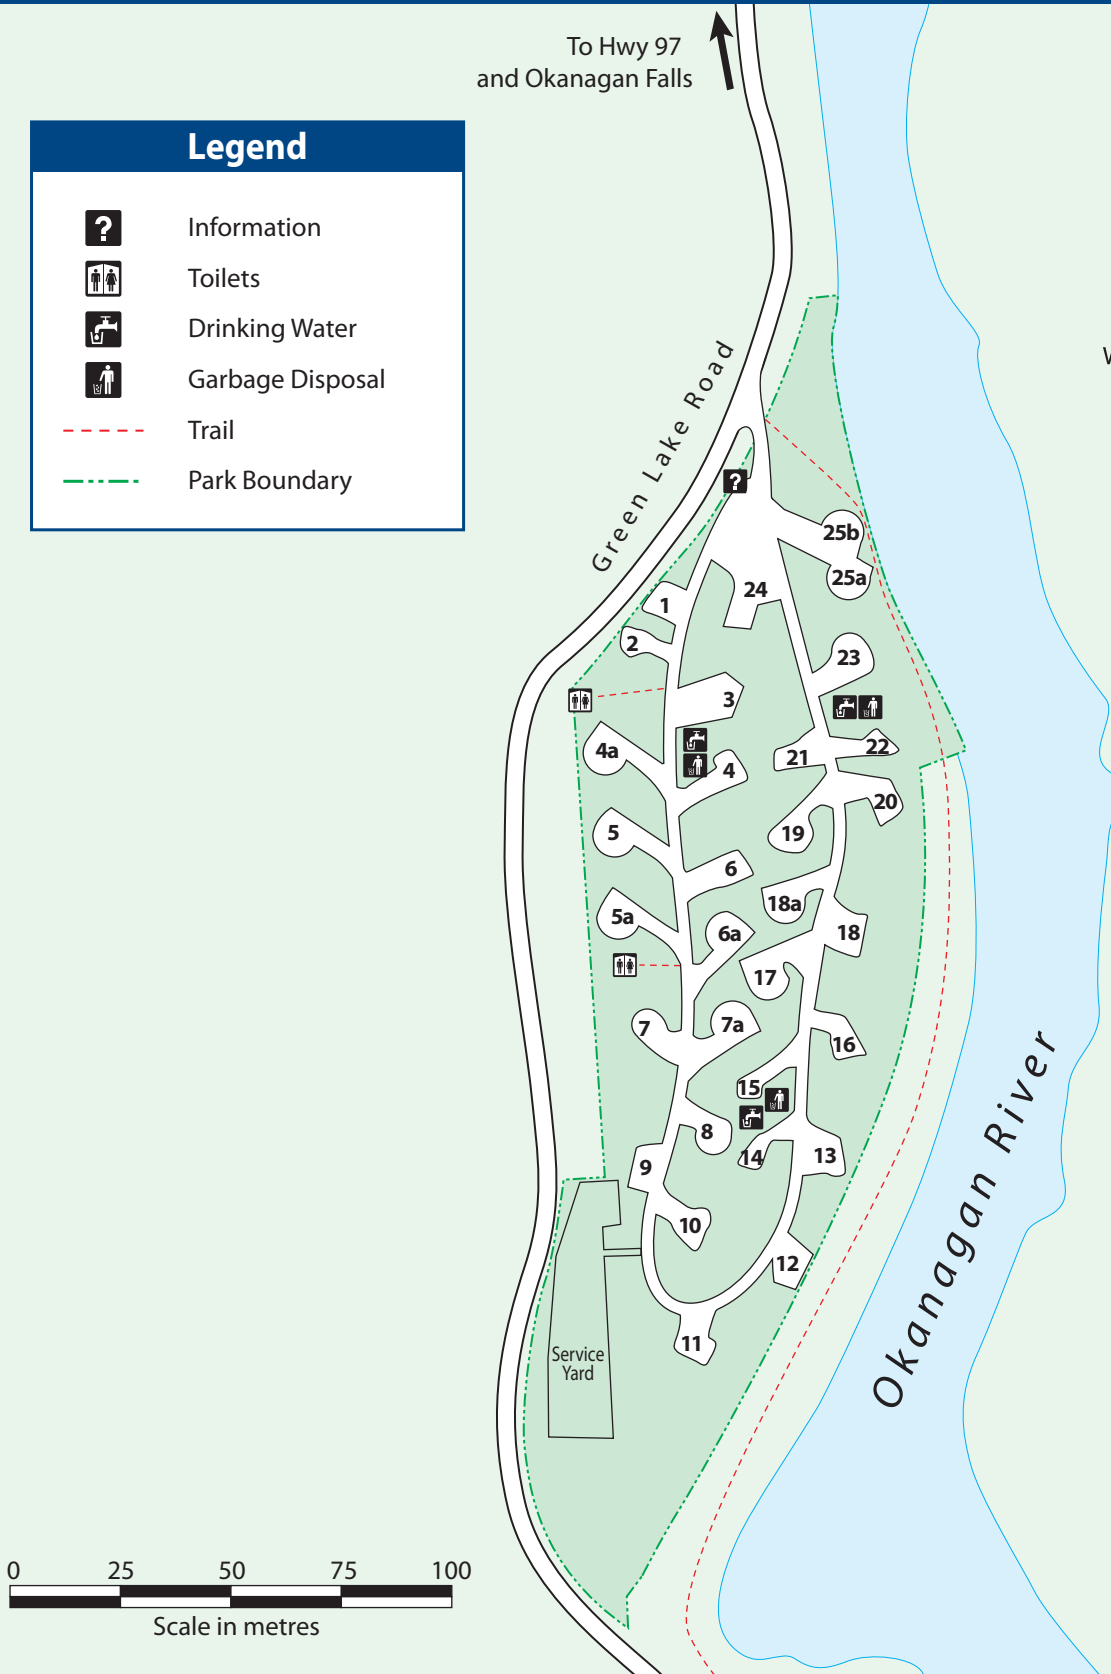 To Hwy 97
and Okanagan Falls
Legend
?
Information
Toilets
Drinking Water
Garbage Disposal
Trail
Park Boundary
W
Green Lake Road
?
25b
25a
24
1
2
23
3
4a
4
21
22
20
5
19
6
18a
5a
6a
18
17
7
7a
16
15
8
14
13
9
10
12
11
Service
Yard
Okanagan River
0 25 50 75 100
Scale in metres